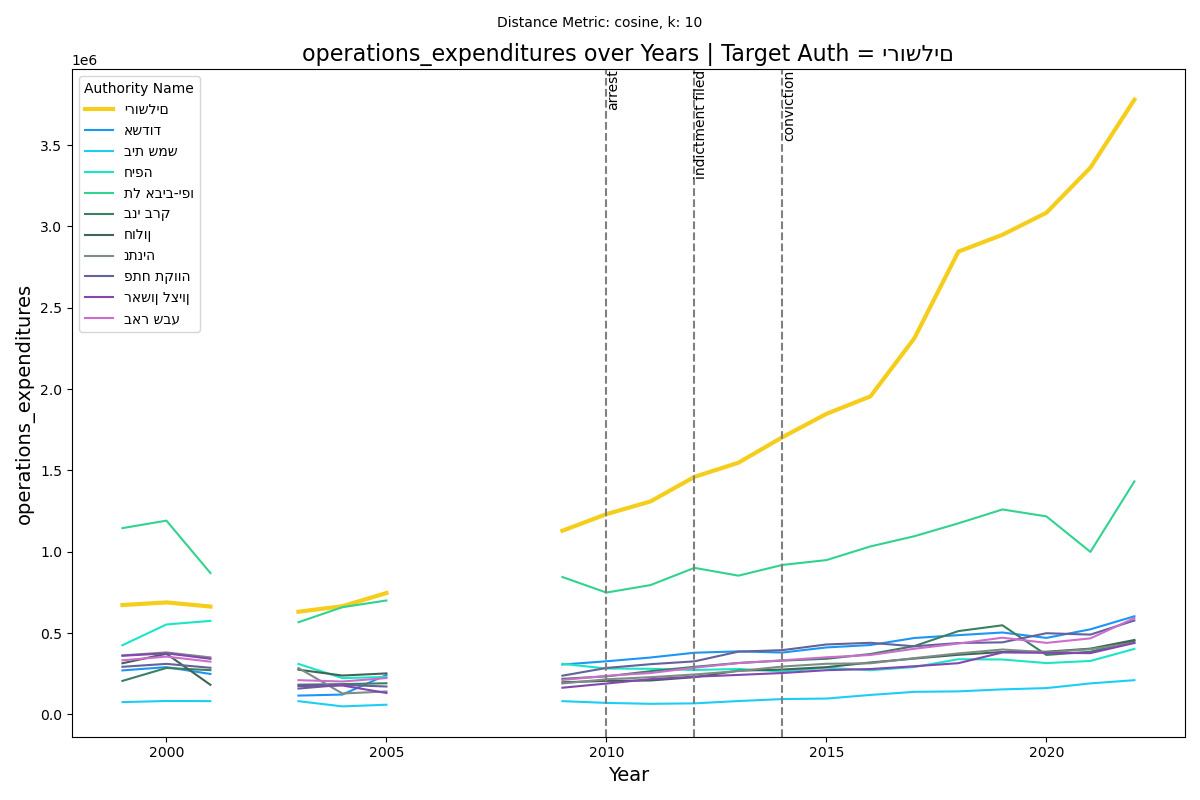 Distance Metric: cosine, k: 10
operations_expenditures over Years | Target Auth = ירושלים
1e6
Authority Name
ירושלים
אשדוד
בית שמש
חיפה
תל אביב-יפו
בני ברק
חולון
נתניה
פתח תקווה
ראשון לציון
באר שבע
arrest
indictment filed
conviction
operations_expenditures
3.5
3.0
2.5
2.0
1.5
1.0
0.5
0.0
2000
2005
2010
2015
2020
Year